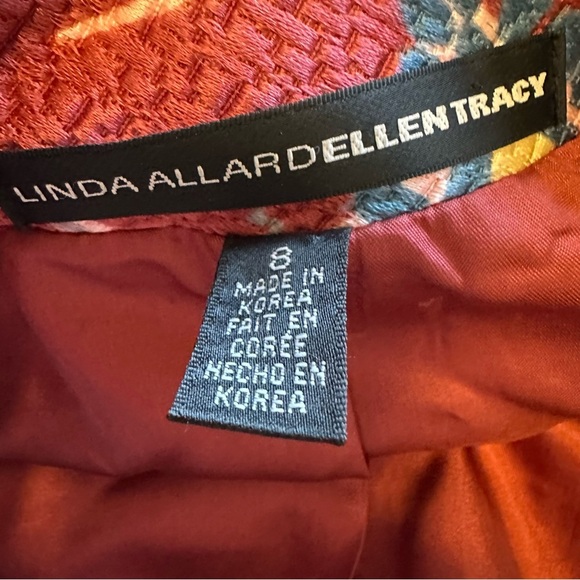 LINDA ALLARD ELLEN TRACY
8
MADE IN
KOREA
FAIT EN
CORÉE
HECHO EN
KOREA